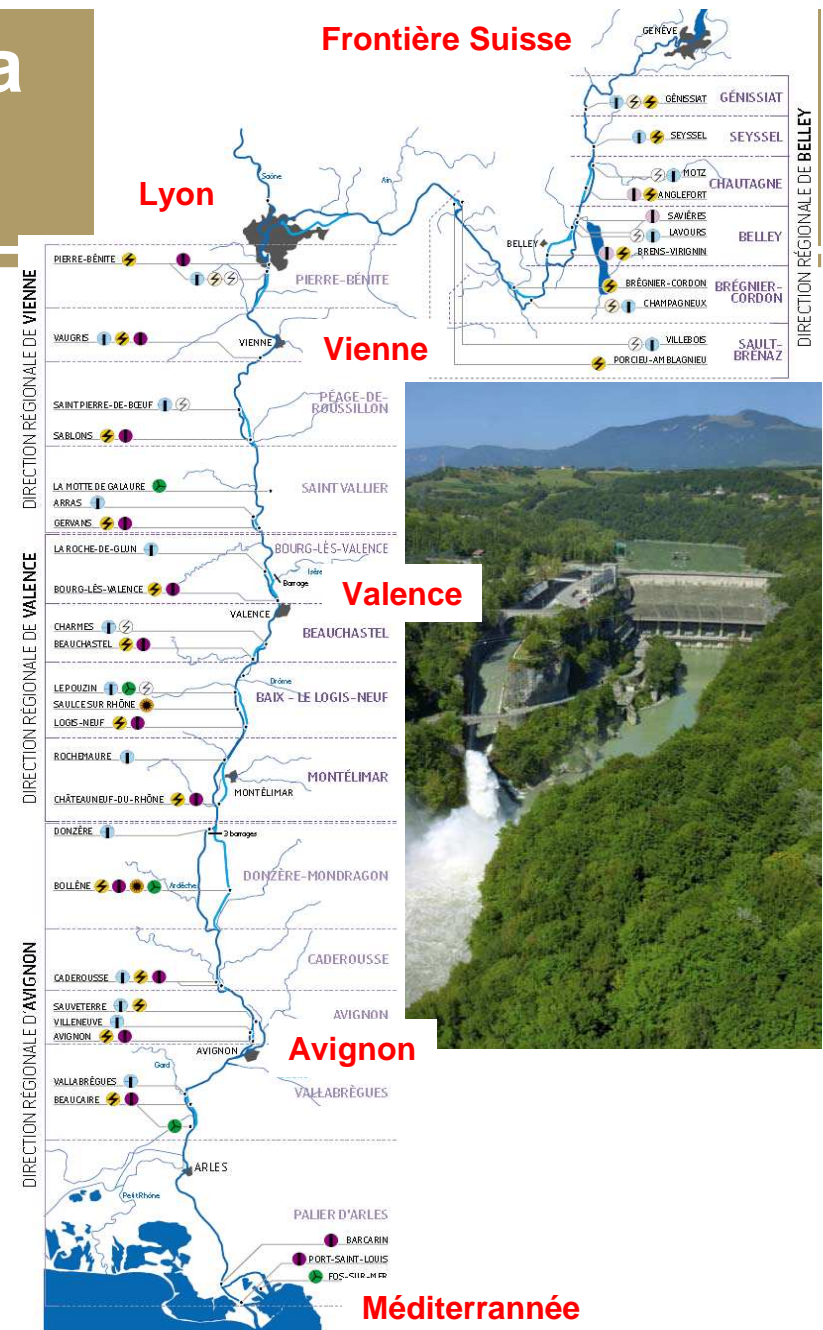 a
Frontière Suisse
GENÈVE
GÉNISSIAT
GÉNISSIAT
SEYSSEL
SEYSSEL
MOTZ
CHAUTAGNE
ANGLEFORT
SAVIÈRES
LAVOURS
BELLEY
BELLEY
BRENS-VIRIGNIN
BRÉGNIER-CORDON
BRÉGNIER-
CORDON
CHAMPAGNEUX
VILLEBOIS
SAULT-
BRÉNAZ
PORCIEU-AMBLAGNIEU
DIRECTION RÉGIONALE DE BELLEY
Saône
Ain
Lyon
DIRECTION RÉGIONALE DE VIENNE
PIERRE-BÉNITE
PIERRE-BÉNITE
VAUGRIS
VIENNE
Vienne
SAINT PIERRE-DE-BŒUF
PÉAGE-DE-
ROUSSILLON
SABLONS
LA MOTTE DE GALAURE
SAINT VALLIER
ARRAS
GERVANS
DIRECTION RÉGIONALE DE VALENCE
LA ROCHE-DE-GLUN
BOURG-LÈS-VALENCE
Isère
Barrage
BOURG-LÈS-VALENCE
Valence
VALENCE
CHARMES
BEAUCHASTEL
BEAUCHASTEL
Drôme
LE POUZIN
BAIX - LE LOGIS-NEUF
SAULCE SUR RHÔNE
LOGIS-NEUF
ROCHEMAURE
MONTÉLIMAR
MONTÉLIMAR
CHÂTEAUNEUF-DU-RHÔNE
DIRECTION RÉGIONALE D'AVIGNON
DONZÈRE
3 barrages
DONZÈRE-MONDRAGON
BOLLÈNE
Ardèche
CADEROUSSE
CADEROUSSE
SAUVETERRE
AVIGNON
VILLENEUVE
AVIGNON
AVIGNON
Avignon
Gard
VALLABRÈGUES
VALLABRÈGUES
BEAUCAIRE
ARLES
Petit Rhône
PALIER D'ARLES
BARCARIN
PORT-SAINT-LOUIS
FOS-SUR-MER
Méditerrannée